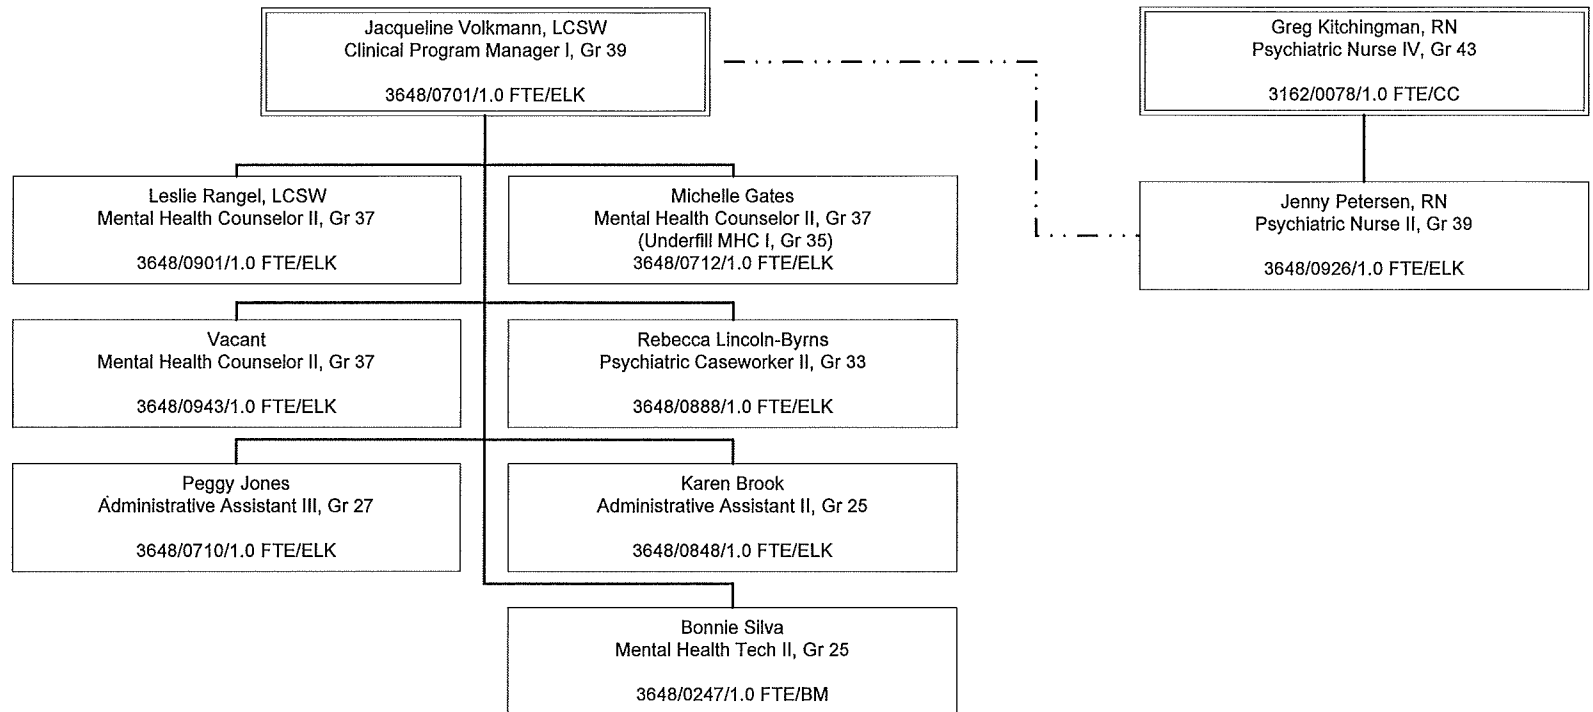 Jacqueline Volkmann, LCSW
Clinical Program Manager I, Gr 39
3648/0701/1.0 FTE/ELK
Greg Kitchingman, RN
Psychiatric Nurse IV, Gr 43
3162/0078/1.0 FTE/CC
Leslie Rangel, LCSW
Mental Health Counselor II, Gr 37
3648/0901/1.0 FTE/ELK
Michelle Gates
Mental Health Counselor II, Gr 37
(Underfill MHC I, Gr 35)
3648/0712/1.0 FTE/ELK
Jenny Petersen, RN
Psychiatric Nurse II, Gr 39
3648/0926/1.0 FTE/ELK
Vacant
Mental Health Counselor II, Gr 37
3648/0943/1.0 FTE/ELK
Rebecca Lincoln-Byrns
Psychiatric Caseworker II, Gr 33
3648/0888/1.0 FTE/ELK
Peggy Jones
Administrative Assistant III, Gr 27
3648/0710/1.0 FTE/ELK
Karen Brook
Administrative Assistant II, Gr 25
3648/0848/1.0 FTE/ELK
Bonnie Silva
Mental Health Tech II, Gr 25
3648/0247/1.0 FTE/BM